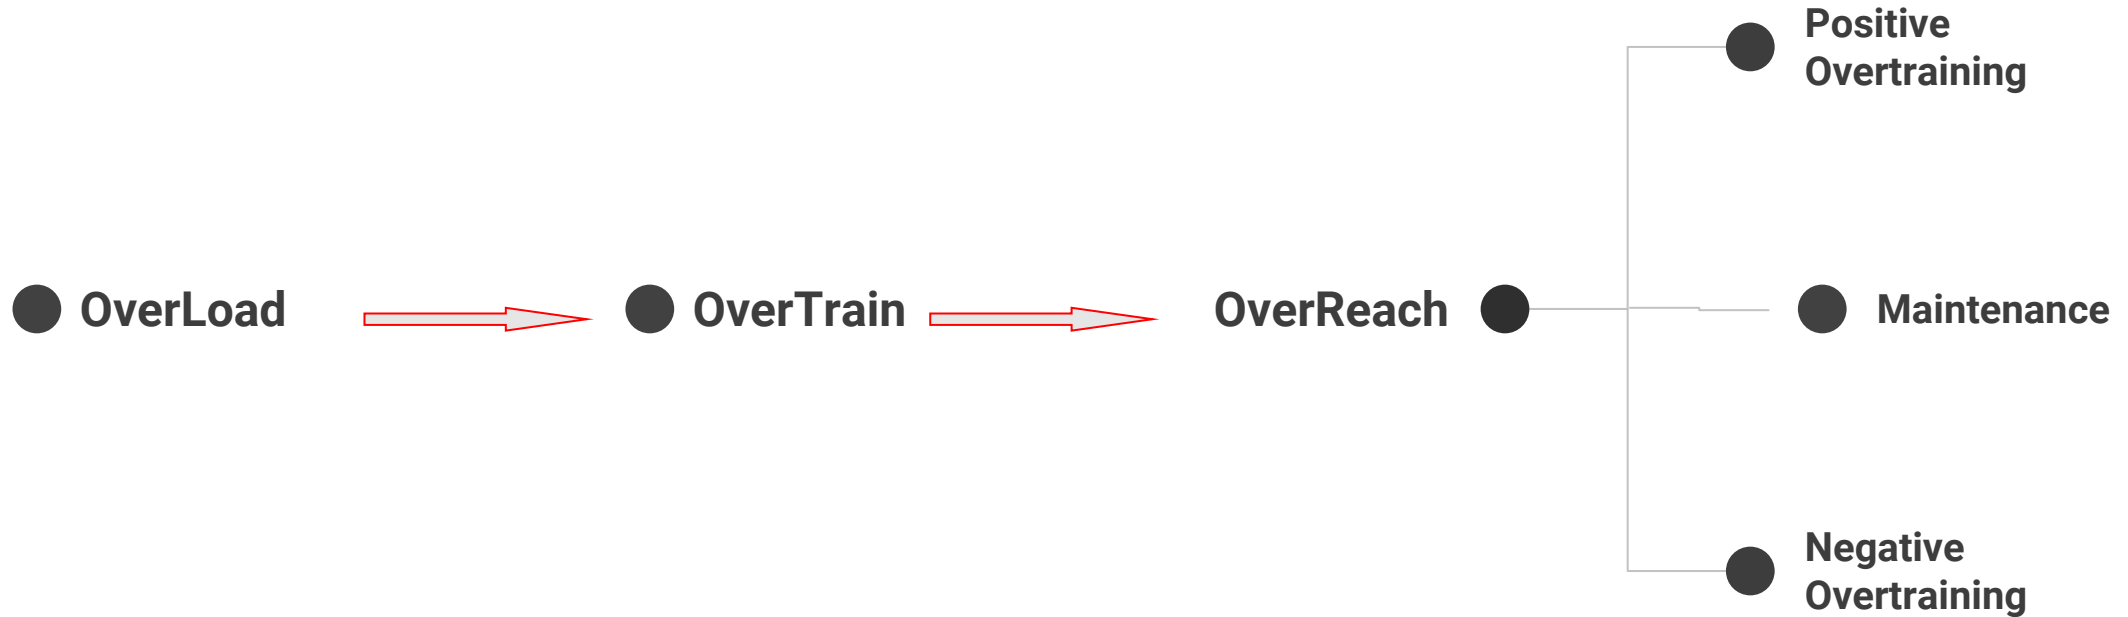 OverLoad
OverTrain
OverReach
Positive
Overtraining
Maintenance
Negative
Overtraining